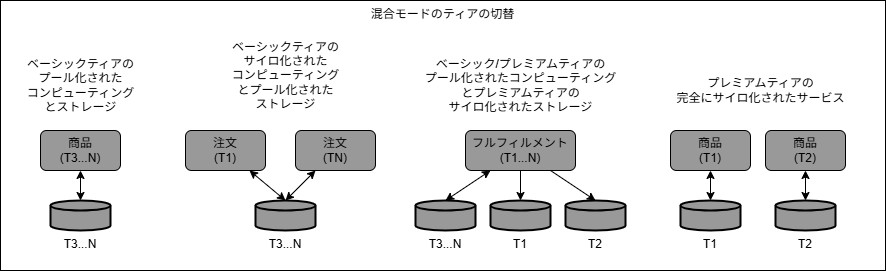 混合モードのティアの切替
ベーシックティアの
プール化された
コンピューティング
とストレージ
ベーシックティアの
サイロ化された
コンピューティング
とプール化された
ストレージ
ベーシック/プレミアムティアの
プール化されたコンピューティング
とプレミアムティアの
サイロ化されたストレージ
プレミアムティアの
完全にサイロ化されたサービス
商品
(T3...N)
注文
(T1)
注文
(TN)
フルフィルメント
(T1...N)
商品
(T1)
商品
(T2)
T3...N
T3...N
T3...N
T1
T2
T1
T2